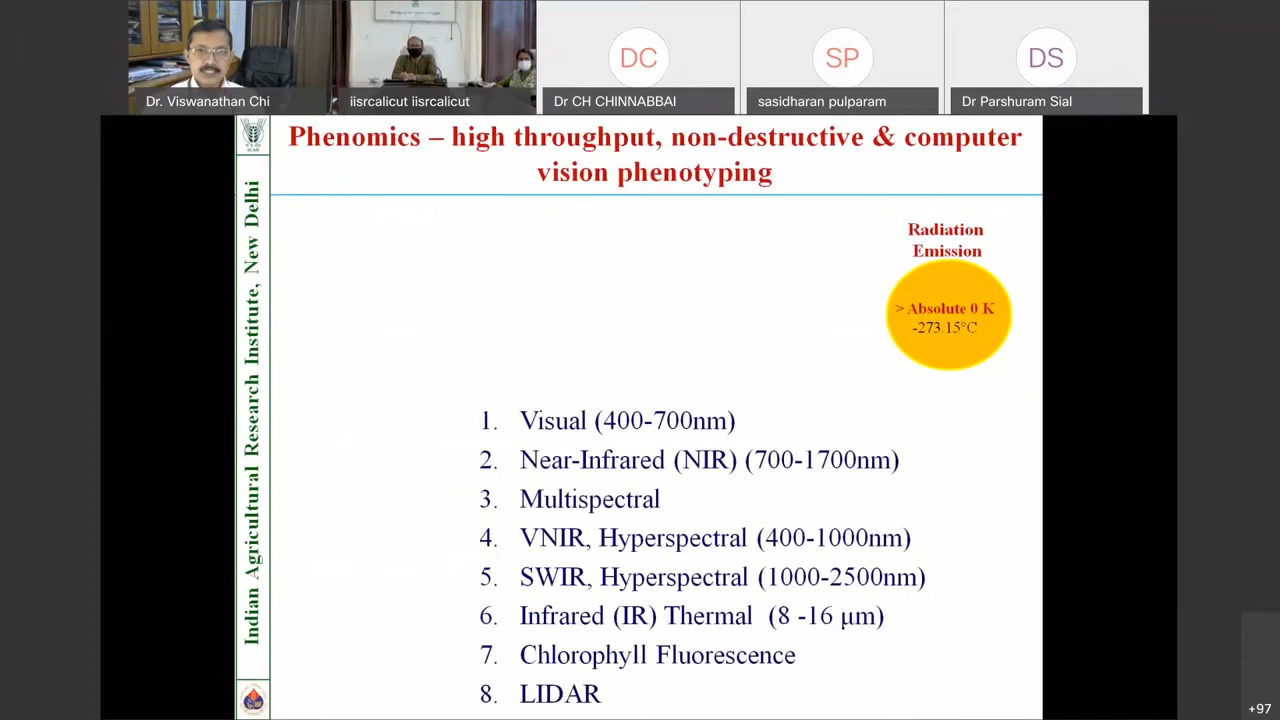 DC
SP
DS
Dr. Viswanathan Chi
iisrcalicut iisrcalicut
Dr CH CHINNABBAI
sasidharan pulparam
Dr Parshuram Sial
Phenomics – high throughput, non-destructive & computer
vision phenotyping
Indian Agricultural Research Institute, New Delhi
Radiation
Emission
> Absolute 0 K
-273.15°C
1. Visual (400-700nm)
2. Near-Infrared (NIR) (700-1700nm)
3. Multispectral
4. VNIR, Hyperspectral (400-1000nm)
5. SWIR, Hyperspectral (1000-2500nm)
6. Infrared (IR) Thermal (8 -16 μm)
7. Chlorophyll Fluorescence
8. LIDAR
+97